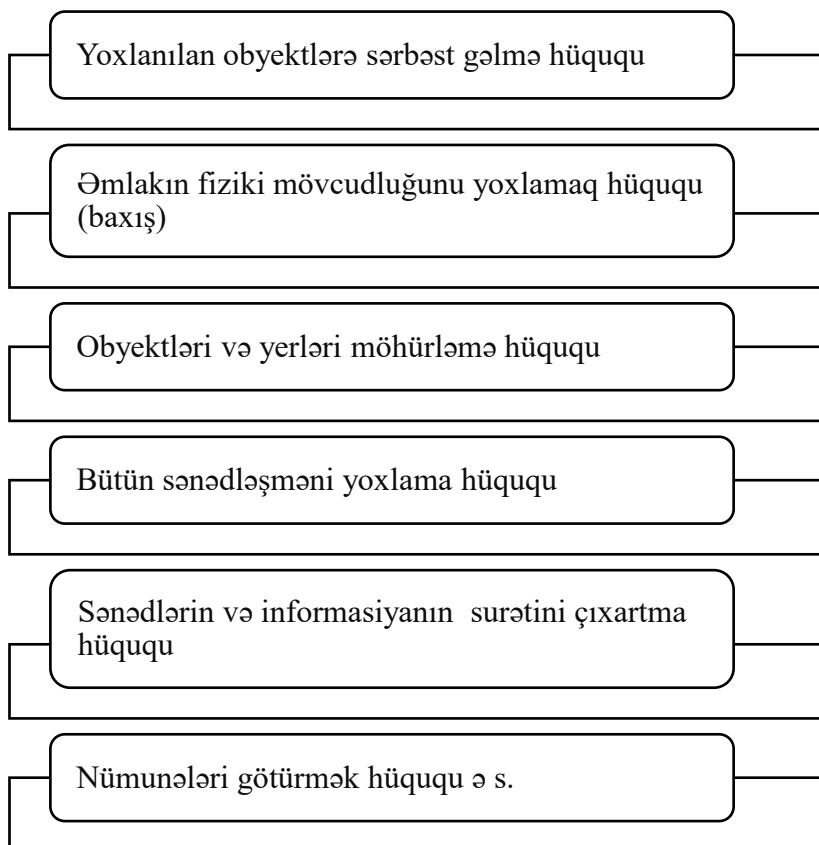 Yoxlanılan obyektlərə sərbəst gəlmə hüququ
Əmlakın fiziki mövcudluğunu yoxlamaq hüququ
(baxış)
Obyektləri və yerləri möhürləmə hüququ
Bütün sənədləşməni yoxlama hüququ
Sənədlərin və informasiyanın surətini çıxartma
hüququ
Nümunələri götürmək hüququ ə s.